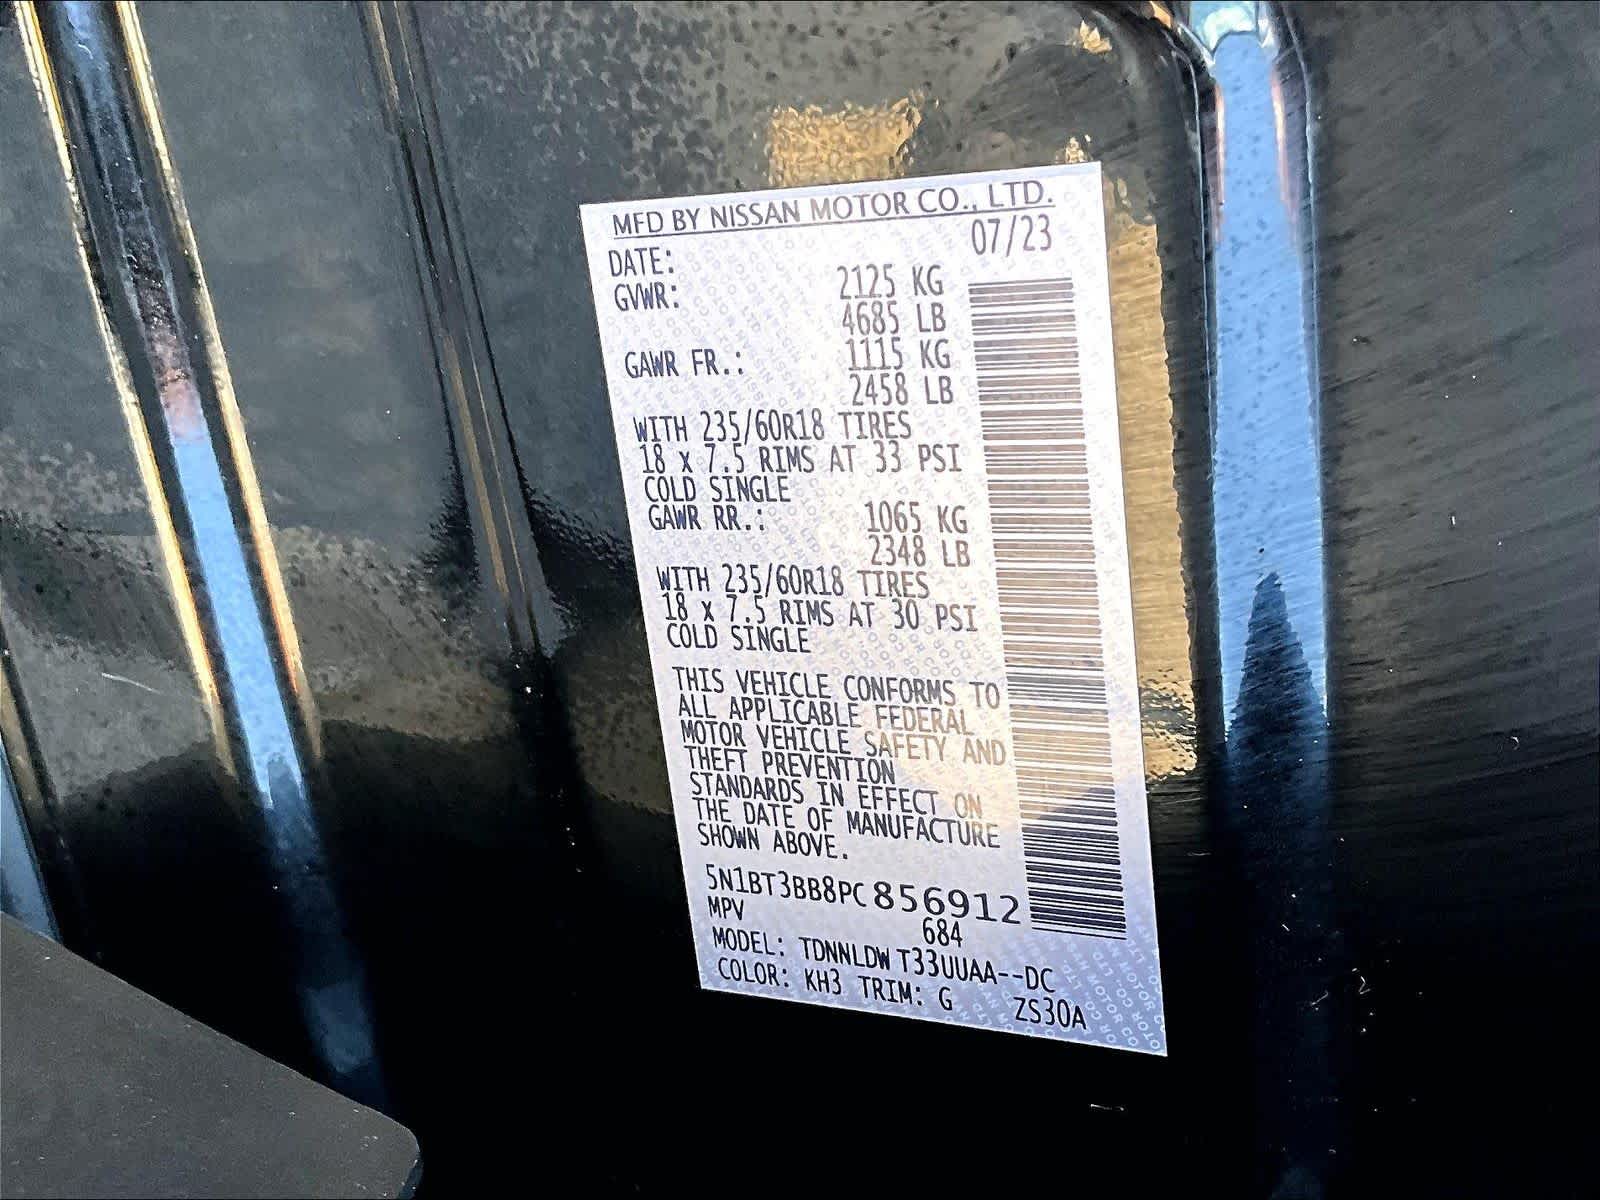 MFD BY NISSAN MOTOR CO., LTD.
DATE: 07/23
GVWR: 2125 KG
4685 LB
GAWR FR.: 1115 KG
2458 LB
WITH 235/60R18 TIRES
18 x 7.5 RIMS AT 33 PSI
COLD SINGLE
GAWR RR.: 1065 KG
2348 LB
WITH 235/60R18 TIRES
18 x 7.5 RIMS AT 30 PSI
COLD SINGLE
THIS VEHICLE CONFORMS TO
ALL APPLICABLE FEDERAL
MOTOR VEHICLE SAFETY AND
THEFT PREVENTION
STANDARDS IN EFFECT ON
THE DATE OF MANUFACTURE
SHOWN ABOVE.
5N1BT3BB8PC856912
MPV 684
MODEL: TDNNLDW T33UUAA--DC
COLOR: KH3 TRIM: G ZS30A